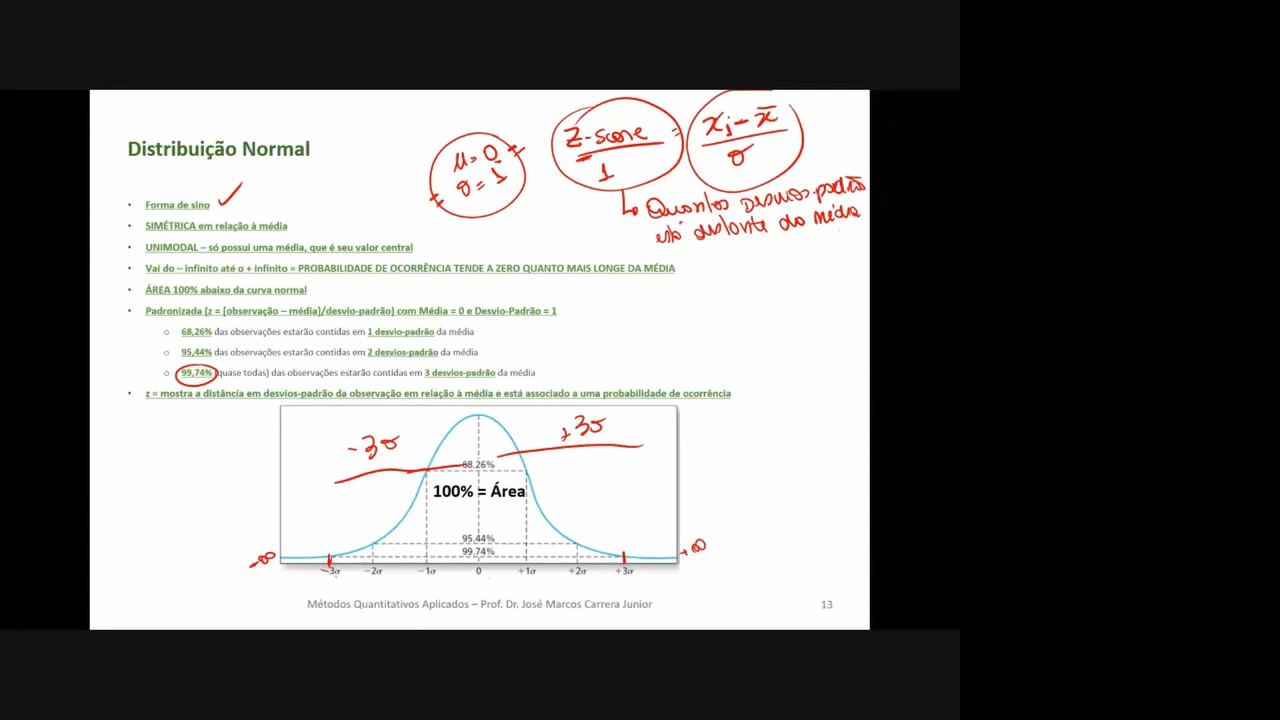 Distribuição Normal
μ = 0
σ = 1
z-score = xj - x̄
1
σ
Quantos desvios-padrão
está distante da média
• Forma de sino
• SIMÉTRICA em relação à média
• UNIMODAL – só possui uma média, que é seu valor central
• Vai do – infinito até o + infinito = PROBABILIDADE DE OCORRÊNCIA TENDE A ZERO QUANTO MAIS LONGE DA MÉDIA
• ÁREA 100% abaixo da curva normal
• Padronizada (z = [observação – média]/desvio-padrão) com Média = 0 e Desvio-Padrão = 1
o 68,26% das observações estarão contidas em 1 desvio-padrão da média
o 95,44% das observações estarão contidas em 2 desvios-padrão da média
o 99,74% (quase todas) das observações estarão contidas em 3 desvios-padrão da média
• z = mostra a distância em desvios-padrão da observação em relação à média e está associado a uma probabilidade de ocorrência
-3σ
+3σ
68.26%
100% = Área
95.44%
99.74%
-∞
+∞
−3σ −2σ −1σ 0 +1σ +2σ +3σ
Métodos Quantitativos Aplicados – Prof. Dr. José Marcos Carrera Junior
13